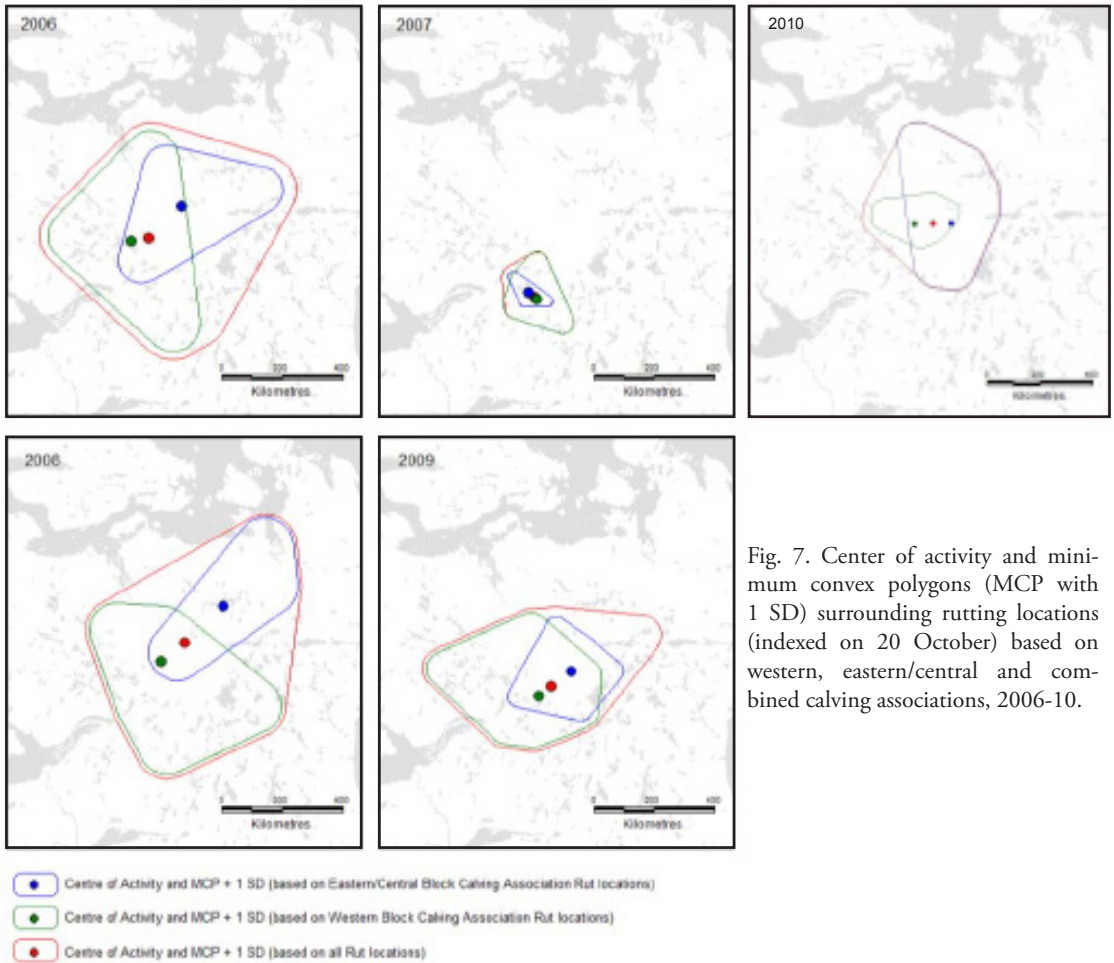 2006
0 200 400
Kilometres
2007
0 200 400
Kilometres
2010
0 200 400
Kilometres
2006
0 200 400
Kilometres
2009
0 200 400
Kilometres
Fig. 7. Center of activity and mini-
mum convex polygons (MCP with
1 SD) surrounding rutting locations
(indexed on 20 October) based on
western, eastern/central and com-
bined calving associations, 2006-10.
Centre of Activity and MCP + 1 SD (based on Eastern/Central Block Calving Association Rut locations)
Centre of Activity and MCP + 1 SD (based on Western Block Calving Association Rut locations)
Centre of Activity and MCP + 1 SD (based on all Rut locations)